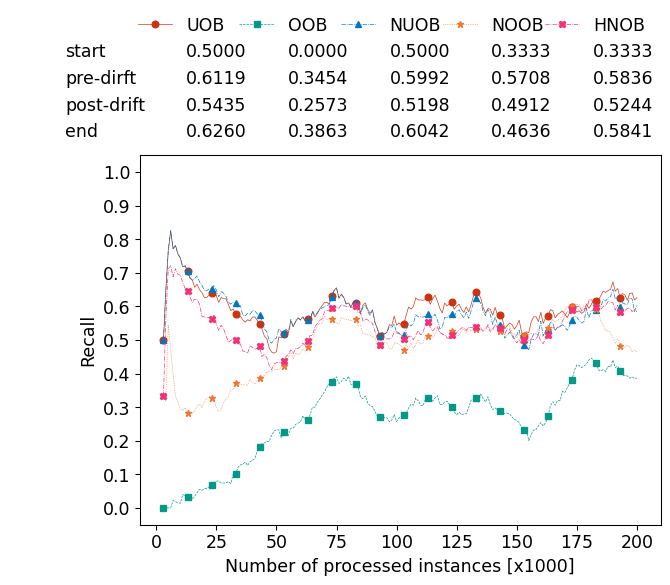 UOB OOB NUOB NOOB HNOB
start 0.5000 0.0000 0.5000 0.3333 0.3333
pre-dirft 0.6119 0.3454 0.5992 0.5708 0.5836
post-drift 0.5435 0.2573 0.5198 0.4912 0.5244
end 0.6260 0.3863 0.6042 0.4636 0.5841
1.0
0.9
0.8
0.7
0.6
0.5
0.4
0.3
0.2
0.1
0.0
Recall
0 25 50 75 100 125 150 175 200
Number of processed instances [x1000]